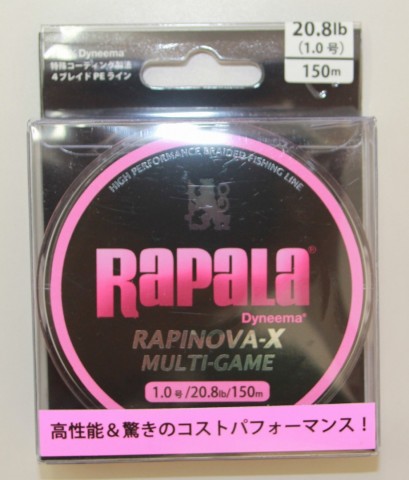 Dyneema®
特殊コーティング製法
4ブレイドPEライン
20.8lb
(1.0号)
150m
HIGH PERFORMANCE BRAIDED FISHING LINE
RAPALA®
Dyneema®
RAPINOVA-X
MULTI-GAME
1.0号/20.8lb/150m
高性能&驚きのコストパフォーマンス!